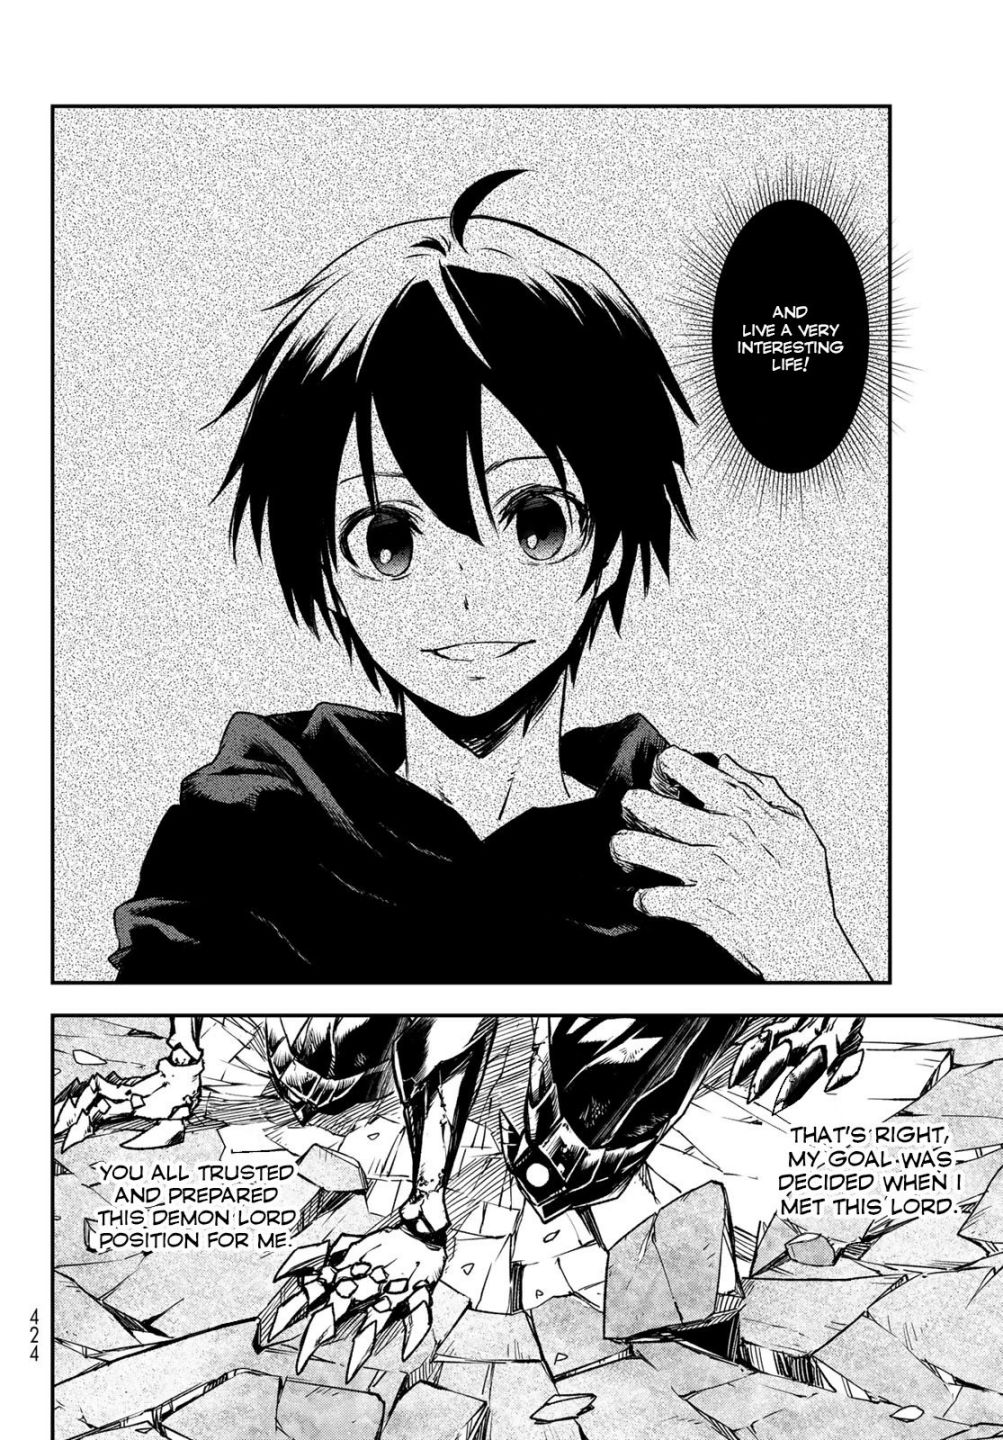 AND
LIVE A VERY
INTERESTING
LIFE!
THAT'S RIGHT,
MY GOAL WAS
DECIDED WHEN I
MET THIS LORD.
YOU ALL TRUSTED
AND PREPARED
THIS DEMON LORD
POSITION FOR ME.
424